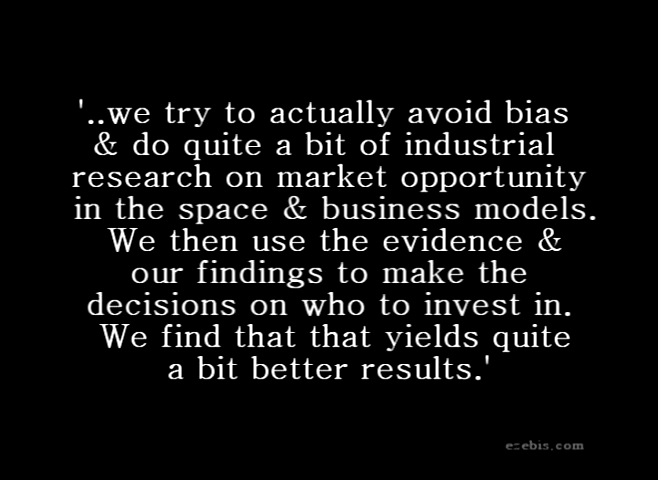 '..we try to actually avoid bias
& do quite a bit of industrial
research on market opportunity
in the space & business models.
We then use the evidence &
our findings to make the
decisions on who to invest in.
We find that that yields quite
a bit better results.'
ezebis.com